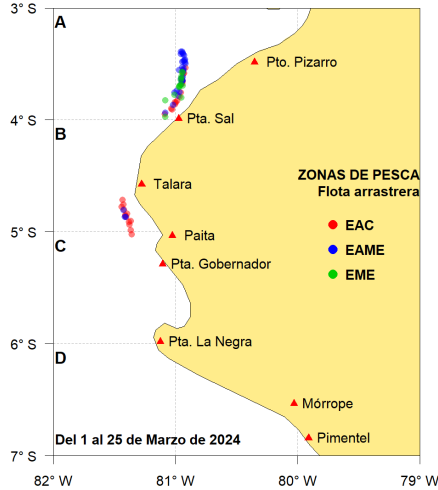 3° S
A
Pto. Pizarro
4° S
Pta. Sal
B
ZONAS DE PESCA
Flota arrastrera
Talara
EAC
5° S
Paita
EAME
C
Pta. Gobernador
EME
6° S
Pta. La Negra
D
Mórrope
Del 1 al 25 de Marzo de 2024
Pimentel
7° S
82° W
81° W
80° W
79° W